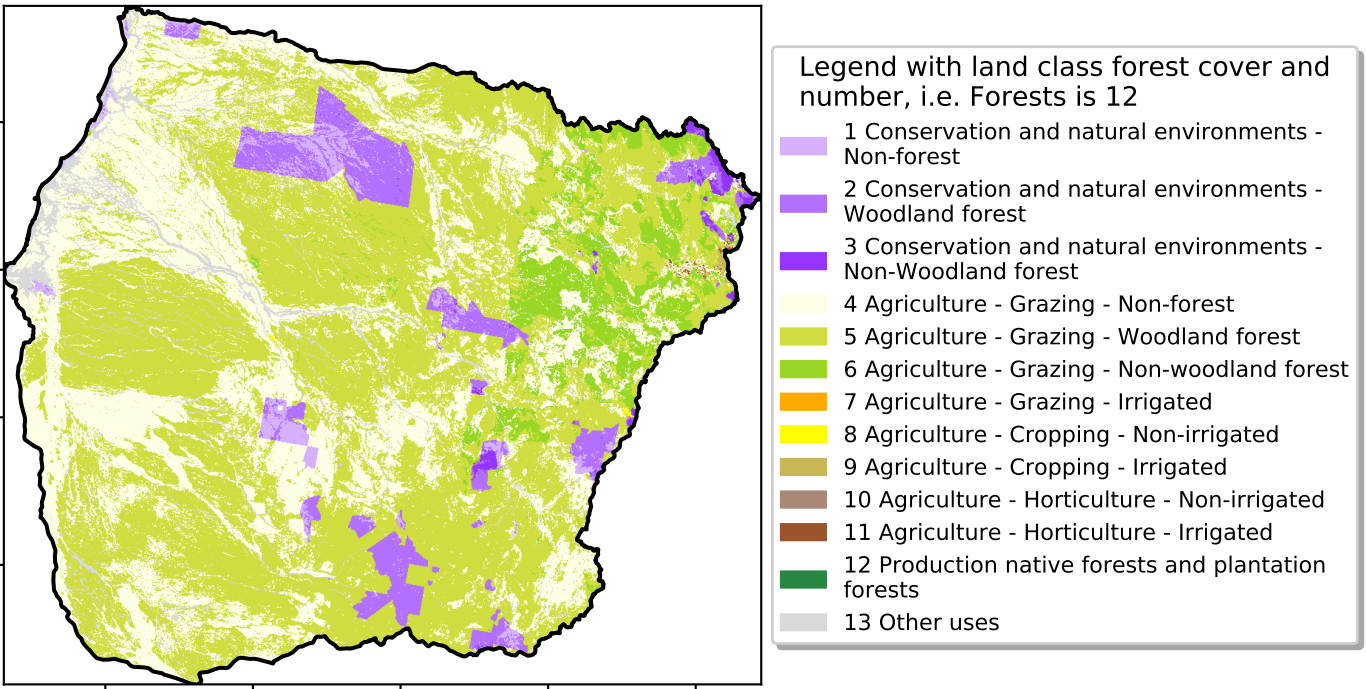 Legend with land class forest cover and
number, i.e. Forests is 12
1 Conservation and natural environments -
Non-forest
2 Conservation and natural environments -
Woodland forest
3 Conservation and natural environments -
Non-Woodland forest
4 Agriculture - Grazing - Non-forest
5 Agriculture - Grazing - Woodland forest
6 Agriculture - Grazing - Non-woodland forest
7 Agriculture - Grazing - Irrigated
8 Agriculture - Cropping - Non-irrigated
9 Agriculture - Cropping - Irrigated
10 Agriculture - Horticulture - Non-irrigated
11 Agriculture - Horticulture - Irrigated
12 Production native forests and plantation
forests
13 Other uses